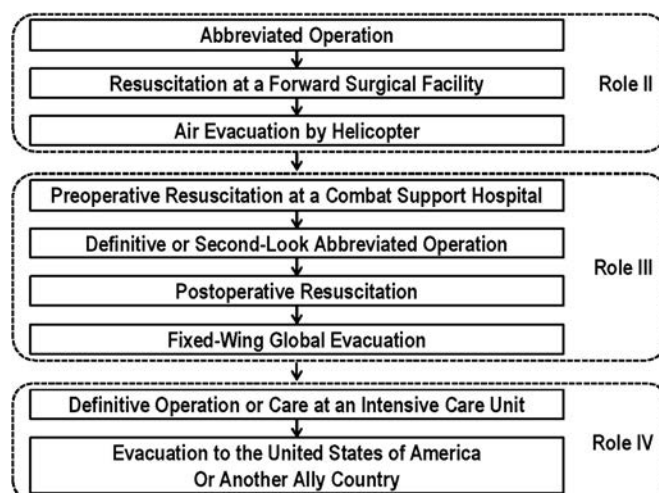 Abbreviated Operation
Resuscitation at a Forward Surgical Facility
Role II
Air Evacuation by Helicopter
Preoperative Resuscitation at a Combat Support Hospital
Definitive or Second-Look Abbreviated Operation
Role III
Postoperative Resuscitation
Fixed-Wing Global Evacuation
Definitive Operation or Care at an Intensive Care Unit
Role IV
Evacuation to the United States of America
Or Another Ally Country